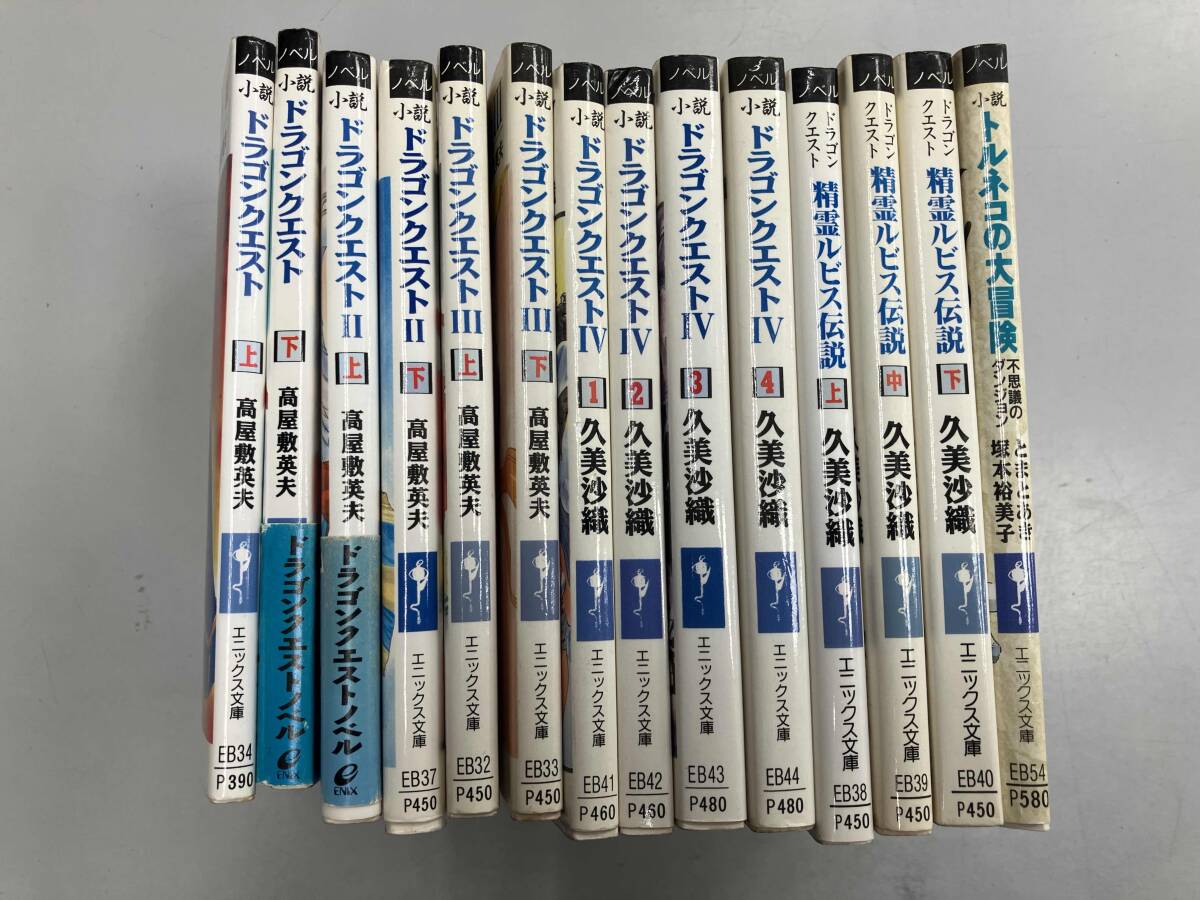 ノベル
小説
ドラゴンクエスト
上
高屋敷英夫
エニックス文庫
EB34
P390
ノベル
小説
ドラゴンクエスト
下
高屋敷英夫
ドラゴンクエストノベル
ENIX
ノベル
小説
ドラゴンクエストII
上
高屋敷英夫
ドラゴンクエストノベル
ENIX
ノベル
小説
ドラゴンクエストII
下
高屋敷英夫
エニックス文庫
EB37
P450
ノベル
小説
ドラゴンクエストIII
上
高屋敷英夫
エニックス文庫
EB32
P450
ノベル
小説
ドラゴンクエストIII
下
高屋敷英夫
エニックス文庫
EB33
P450
ノベル
小説
ドラゴンクエストIV
1
久美沙織
エニックス文庫
EB41
P460
ノベル
小説
ドラゴンクエストIV
2
久美沙織
エニックス文庫
EB42
P460
ノベル
小説
ドラゴンクエストIV
3
久美沙織
エニックス文庫
EB43
P480
ノベル
小説
ドラゴンクエストIV
4
久美沙織
エニックス文庫
EB44
P480
ノベル
ドラゴン
クエスト
精霊ルビス伝説
上
久美沙織
エニックス文庫
EB38
P450
ノベル
ドラゴン
クエスト
精霊ルビス伝説
中
久美沙織
エニックス文庫
EB39
P450
ノベル
ドラゴン
クエスト
精霊ルビス伝説
下
久美沙織
エニックス文庫
EB40
P450
ノベル
小説
トルネコの大冒険
不思議の
ダンジョン
とまとあき
塚本裕美子
エニックス文庫
EB54
P580